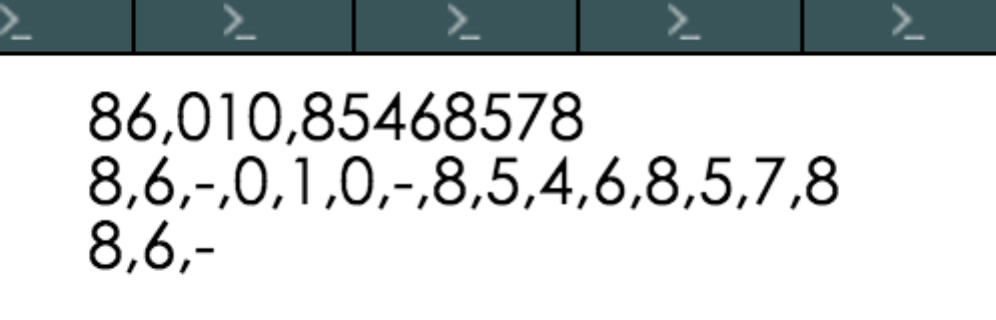 >_ >_ >_ >_ >_
86,010,85468578
8,6,-,0,1,0,-,8,5,4,6,8,5,7,8
8,6,-